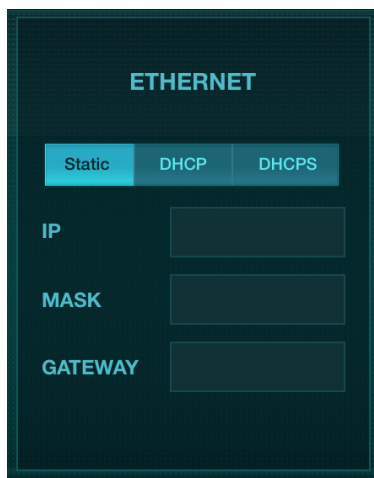 ETHERNET
Static DHCP DHCPS
IP
MASK
GATEWAY